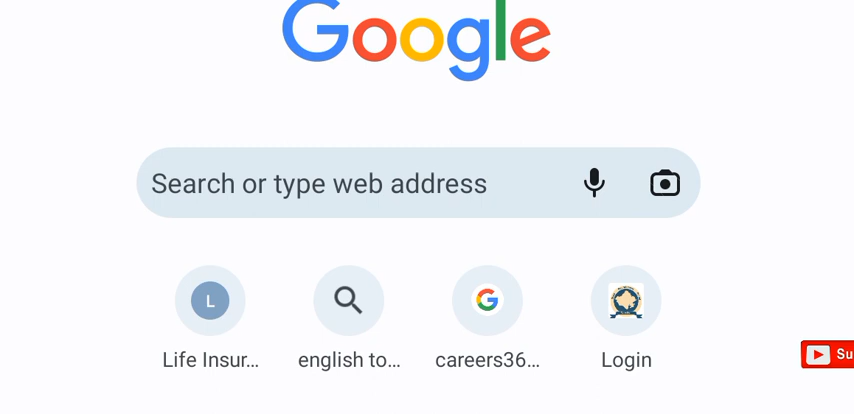 Google
Search or type web address
L
Life Insur...
english to...
careers36...
Login
Su